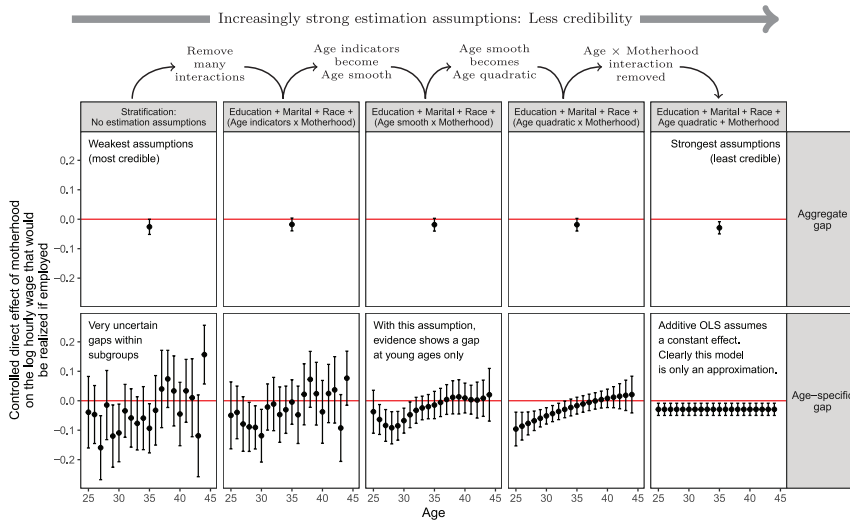 Increasingly strong estimation assumptions: Less credibility
Remove
many
interactions
Age indicators
become
Age smooth
Age smooth
becomes
Age quadratic
Age × Motherhood
interaction
removed
Stratification:
No estimation assumptions
Education + Marital + Race +
(Age indicators x Motherhood)
Education + Marital + Race +
(Age smooth x Motherhood)
Education + Marital + Race +
(Age quadratic x Motherhood)
Education + Marital + Race +
Age quadratic + Motherhood
Weakest assumptions
(most credible)
Strongest assumptions
(least credible)
0.2
0.1
0.0
−0.1
−0.2
Aggregate
gap
Controlled direct effect of motherhood
on the log hourly wage that would
be realized if employed
Very uncertain
gaps within
subgroups
With this assumption,
evidence shows a gap
at young ages only
Additive OLS assumes
a constant effect.
Clearly this model
is only an approximation.
0.2
0.1
0.0
−0.1
−0.2
Age−specific
gap
25 30 35 40 45
25 30 35 40 45
25 30 35 40 45
25 30 35 40 45
25 30 35 40 45
Age